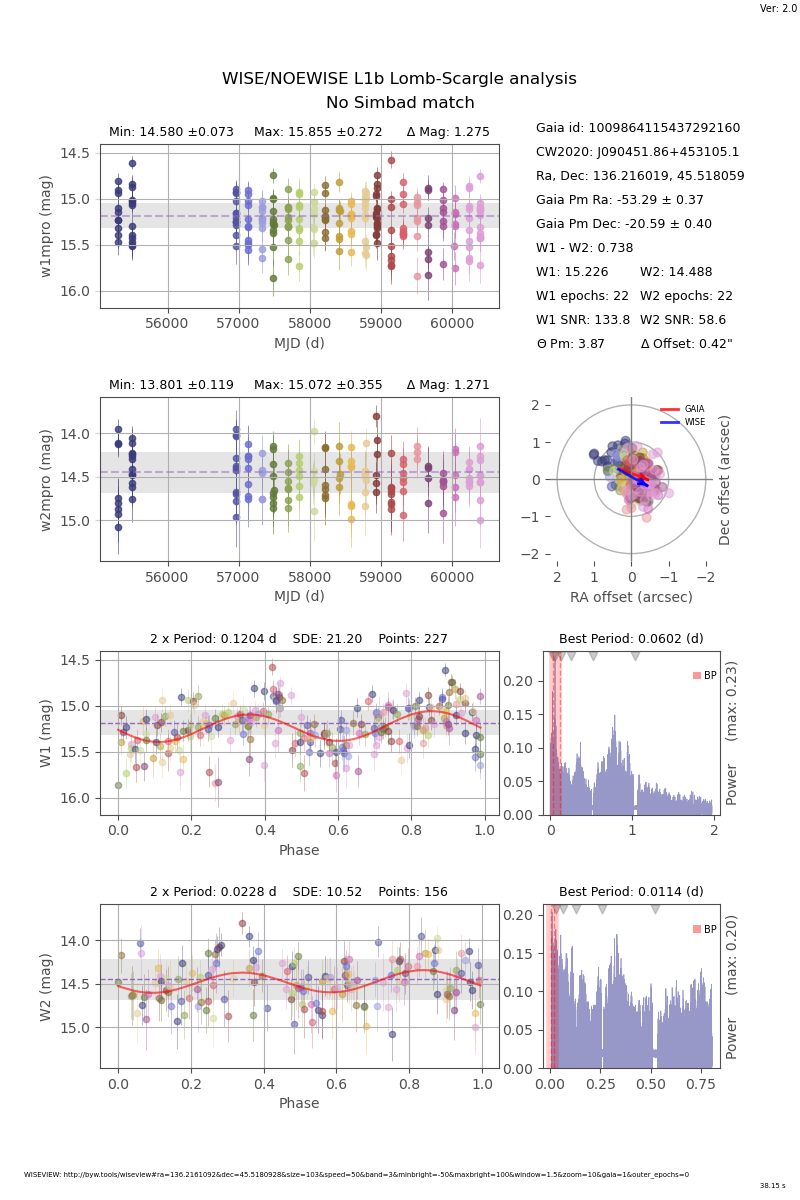 Ver: 2.0
WISE/NOEWISE L1b Lomb-Scargle analysis
No Simbad match
Min: 14.580 ±0.073 Max: 15.855 ±0.272 Δ Mag: 1.275
14.5
15.0
15.5
16.0
w1mpro (mag)
56000 57000 58000 59000 60000
MJD (d)
Gaia id: 1009864115437292160
CW2020: J090451.86+453105.1
Ra, Dec: 136.216019, 45.518059
Gaia Pm Ra: -53.29 ± 0.37
Gaia Pm Dec: -20.59 ± 0.40
W1 - W2: 0.738
W1: 15.226 W2: 14.488
W1 epochs: 22 W2 epochs: 22
W1 SNR: 133.8 W2 SNR: 58.6
Θ Pm: 3.87 Δ Offset: 0.42"
Min: 13.801 ±0.119 Max: 15.072 ±0.355 Δ Mag: 1.271
14.0
14.5
15.0
w2mpro (mag)
56000 57000 58000 59000 60000
MJD (d)
GAIA
WISE
2
1
0
−1
−2
Dec offset (arcsec)
2 1 0 −1 −2
RA offset (arcsec)
2 x Period: 0.1204 d SDE: 21.20 Points: 227
14.5
15.0
15.5
16.0
W1 (mag)
0.0 0.2 0.4 0.6 0.8 1.0
Phase
Best Period: 0.0602 (d)
BP
0.20
0.15
0.10
0.05
0.00
Power (max: 0.23)
0 1 2
2 x Period: 0.0228 d SDE: 10.52 Points: 156
14.0
14.5
15.0
W2 (mag)
0.0 0.2 0.4 0.6 0.8 1.0
Phase
Best Period: 0.0114 (d)
BP
0.20
0.15
0.10
0.05
0.00
Power (max: 0.20)
0.00 0.25 0.50 0.75
WISEVIEW: http://byw.tools/wiseview#ra=136.2161092&dec=45.5180928&size=103&speed=50&band=3&minbright=-50&maxbright=100&window=1.5&zoom=10&gaia=1&outer_epochs=0
38.15 s